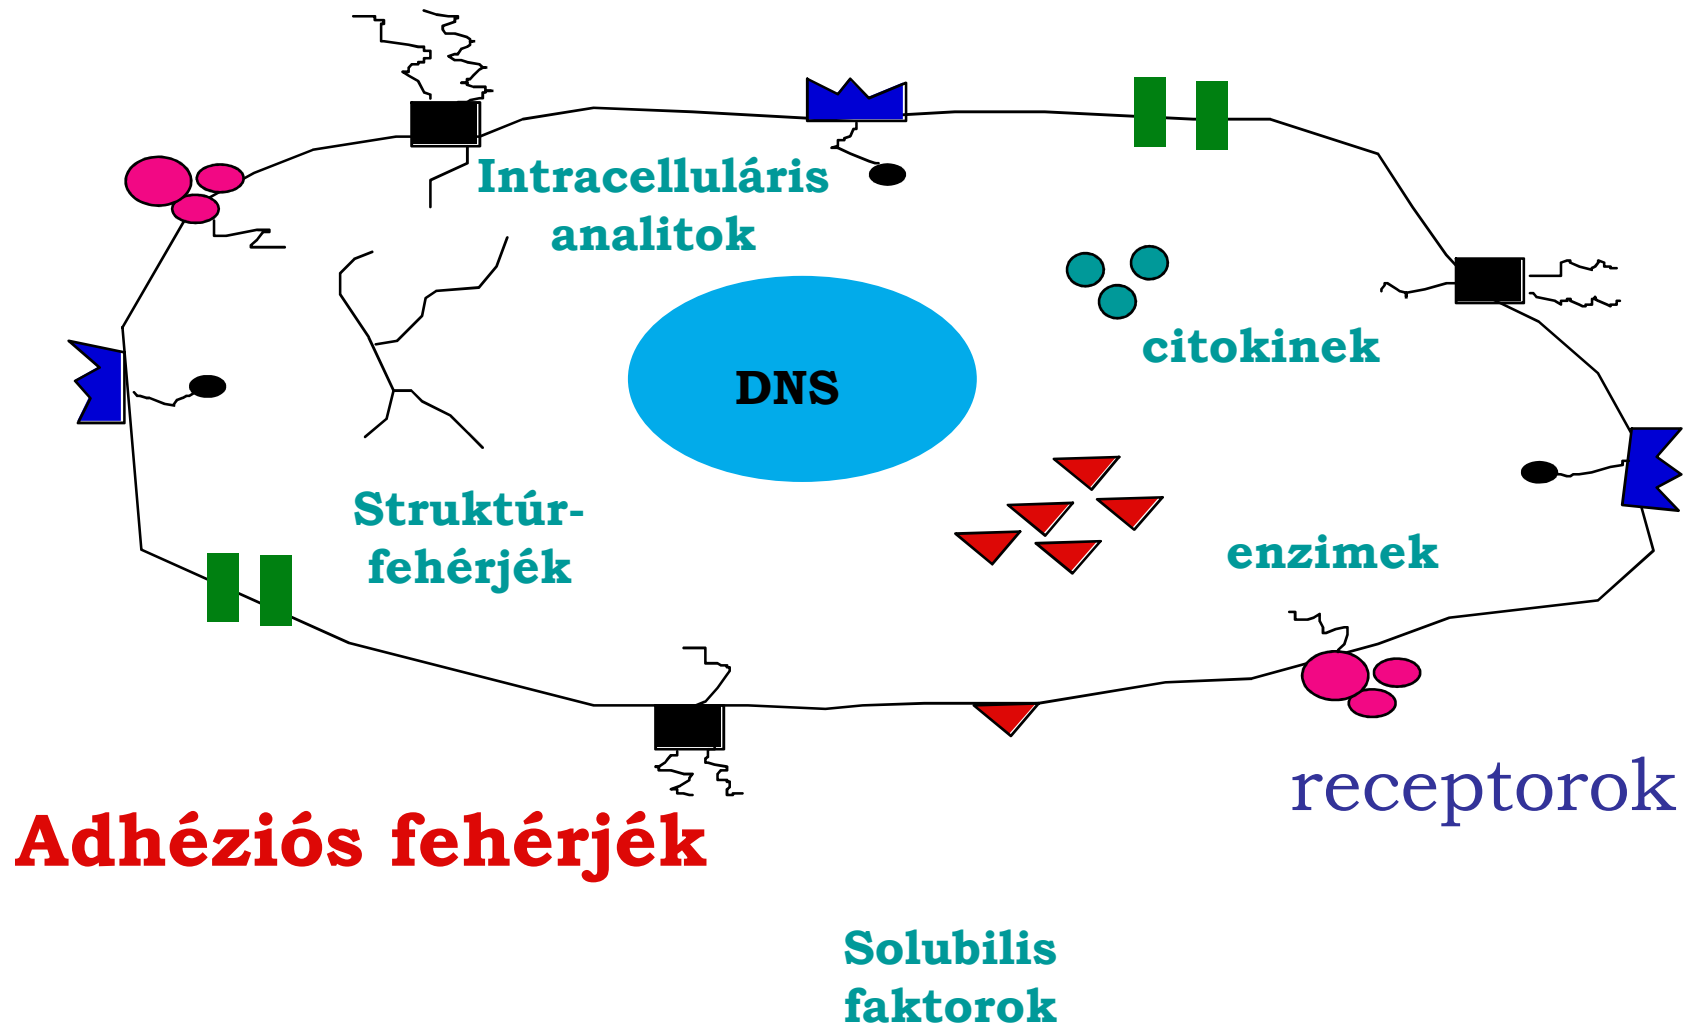 Intracelluláris
analitok
citokinek
DNS
Struktúr-
fehérjék
enzimek
receptorok
Adhéziós fehérjék
Solubilis
faktorok